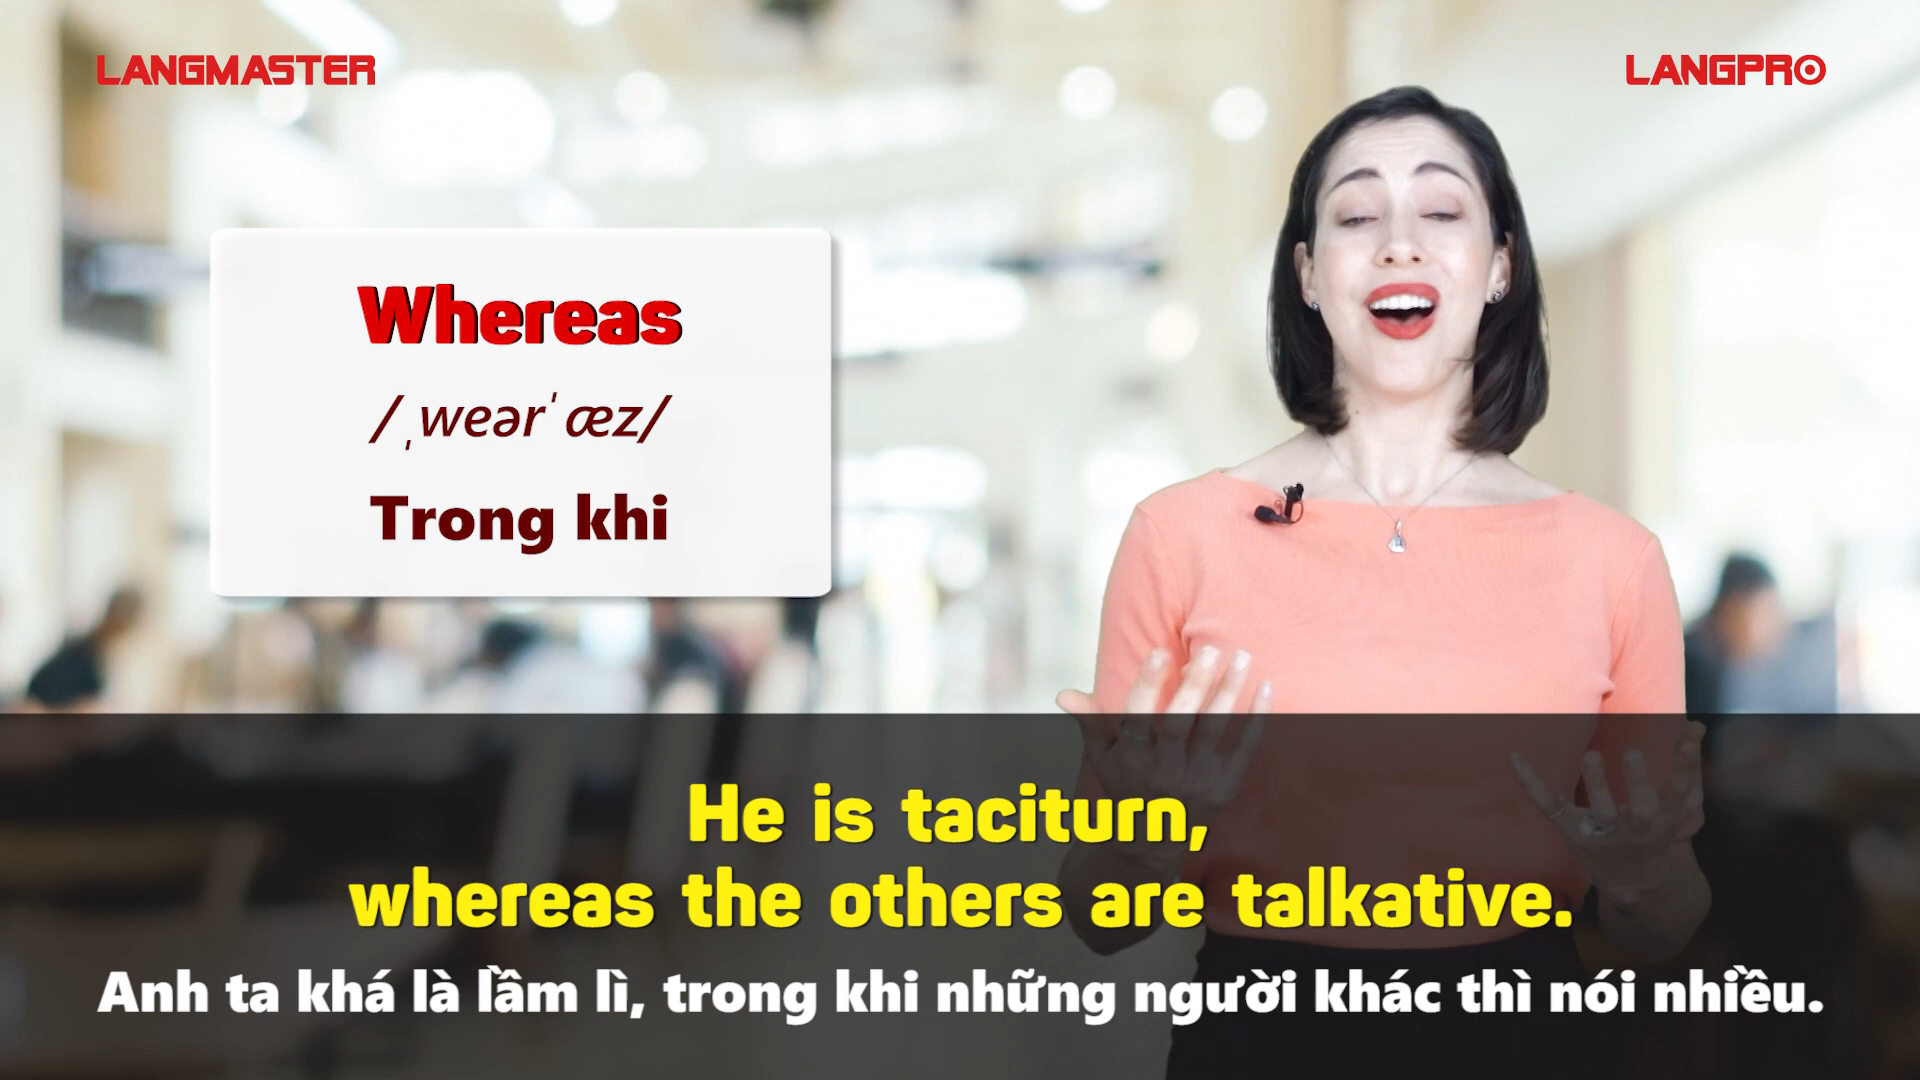 LANGMASTER
LANGPRO
Whereas
/ˌweərˈæz/
Trong khi
He is taciturn,
whereas the others are talkative.
Anh ta khá là lầm lì, trong khi những người khác thì nói nhiều.